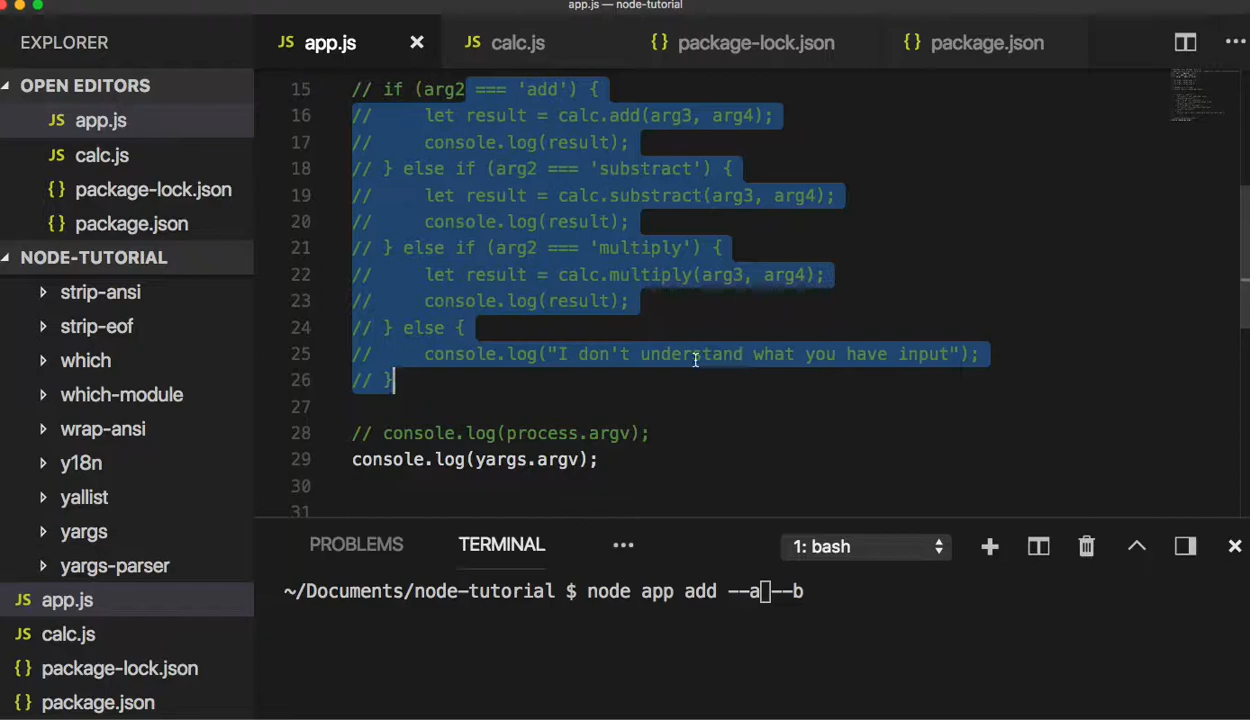 app.js — node-tutorial
EXPLORER
JS app.js ✕ JS calc.js {} package-lock.json {} package.json
OPEN EDITORS
JS app.js
JS calc.js
{} package-lock.json
{} package.json
NODE-TUTORIAL
strip-ansi
strip-eof
which
which-module
wrap-ansi
y18n
yallist
yargs
yargs-parser
JS app.js
JS calc.js
{} package-lock.json
{} package.json
15 // if (arg2 === 'add') {
16 // let result = calc.add(arg3, arg4);
17 // console.log(result);
18 // } else if (arg2 === 'substract') {
19 // let result = calc.substract(arg3, arg4);
20 // console.log(result);
21 // } else if (arg2 === 'multiply') {
22 // let result = calc.multiply(arg3, arg4);
23 // console.log(result);
24 // } else {
25 // console.log("I don't understand what you have input");
26 // }
27
28 // console.log(process.argv);
29 console.log(yargs.argv);
30
31
PROBLEMS TERMINAL ••• 1: bash
~/Documents/node-tutorial $ node app add --a --b